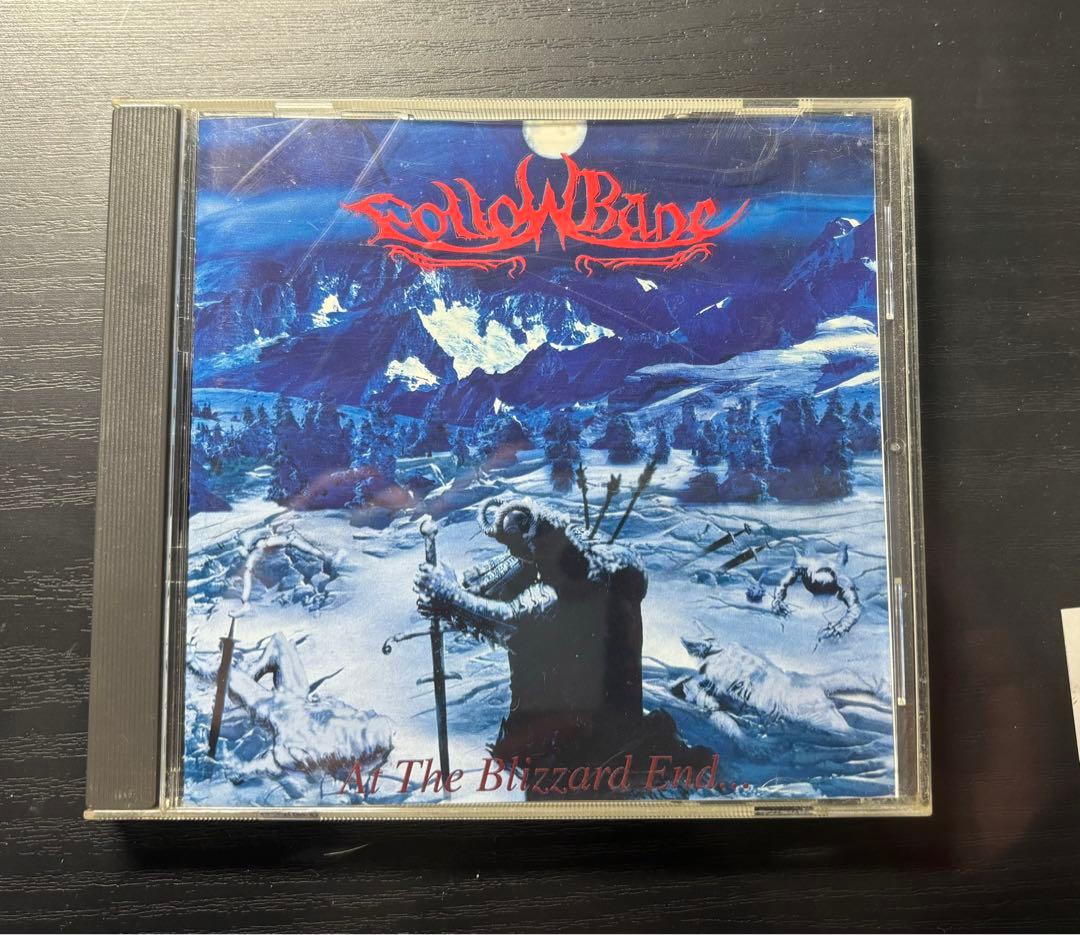 FollowBane
At The Blizzard End...